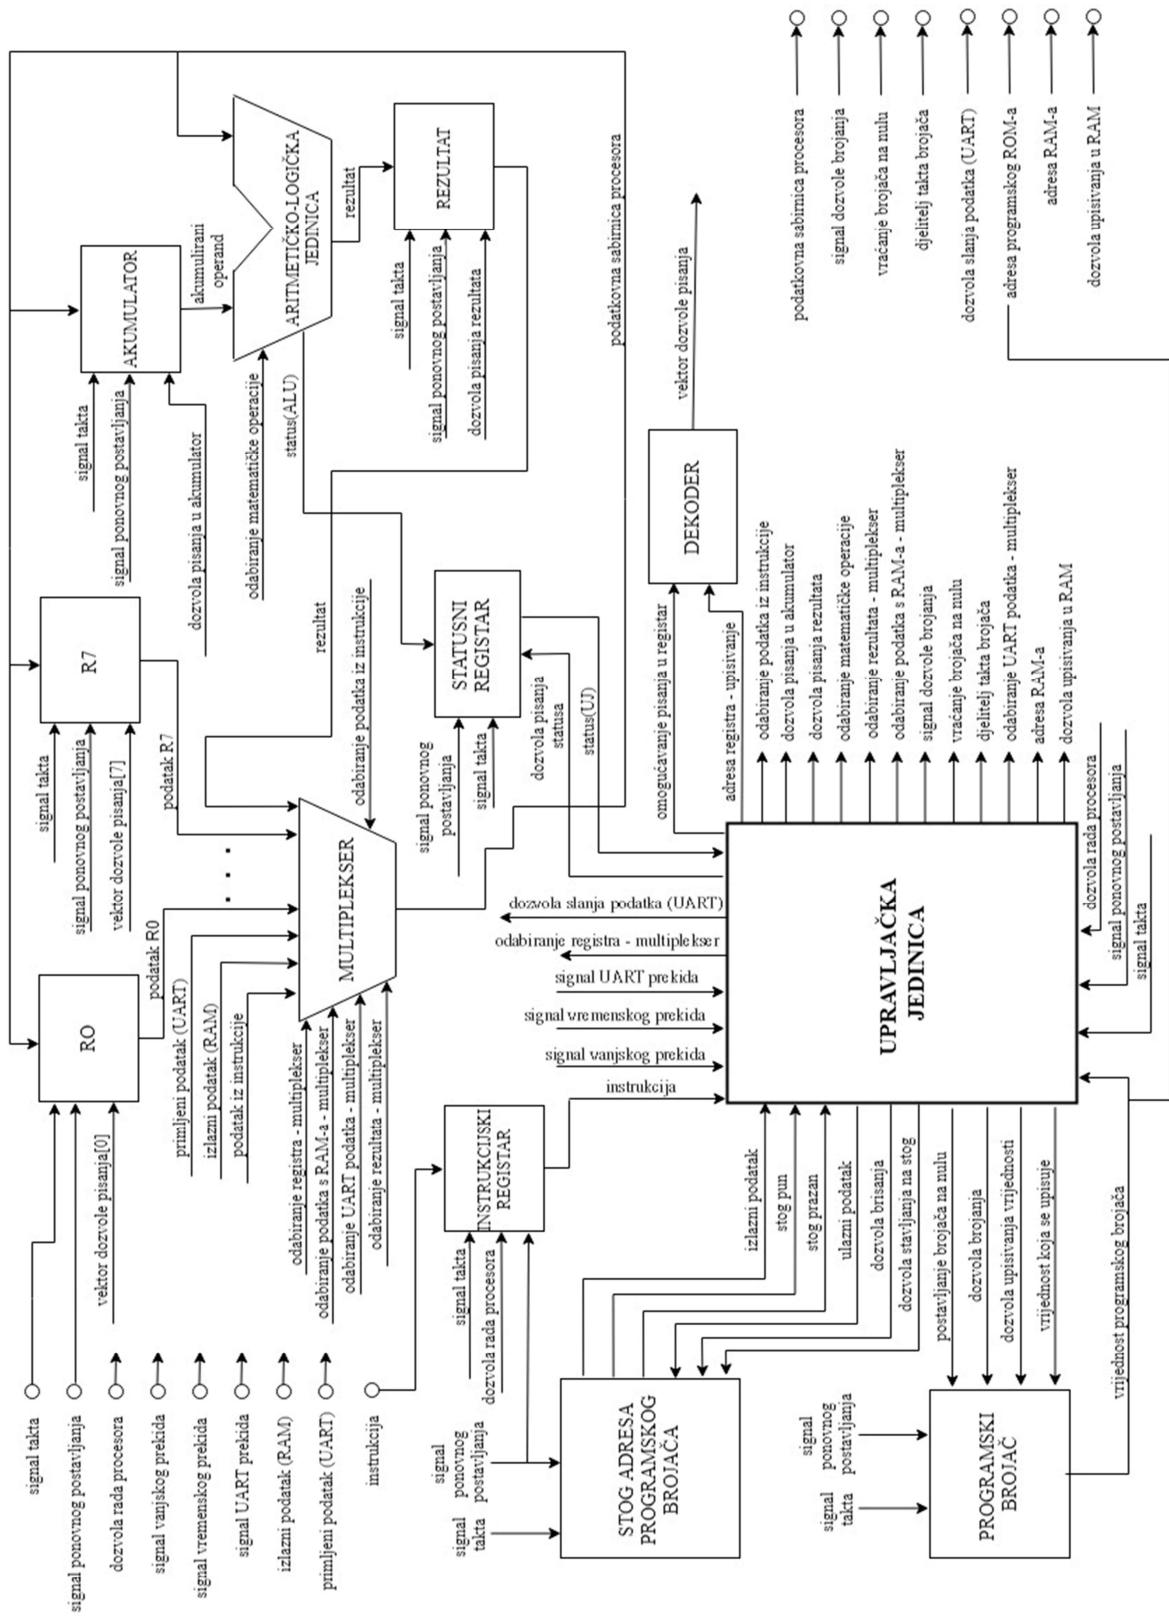 signal takta
signal ponovnog postavljanja
dozvola rada procesora
signal vanjskog prekida
signal vremenskog prekida
signal UART prekida
izlazni podatak (RAM)
primljeni podatak (UART)
instrukcija
RO
vektor dozvole pisanja[0]
podatak R0
R7
signal takta
signal ponovnog postavljanja
vektor dozvole pisanja[7]
podatak R7
. . .
AKUMULATOR
signal takta
signal ponovnog postavljanja
dozvola pisanja u akumulator
akumulirani
operand
ARITMETIČKO-LOGIČKA
JEDINICA
odabiranje matematičke operacije
status(ALU)
rezultat
REZULTAT
signal takta
signal ponovnog postavljanja
dozvola pisanja rezultata
rezultat
podatkovna sabirnica procesora
primljeni podatak (UART)
izlazni podatak (RAM)
podatak iz instrukcije
MULTIPLEKSER
odabiranje podatka iz instrukcije
odabiranje registra - multiplekser
odabiranje podatka s RAM-a - multiplekser
odabiranje UART podatka - multiplekser
odabiranje rezultata - multiplekser
STATUSNI
REGISTAR
signal ponovnog
postavljanja
signal takta
dozvola pisanja
statusa
status(UJ)
INSTRUKCIJSKI
REGISTAR
signal takta
dozvola rada procesora
DEKODER
vektor dozvole pisanja
omogućavanje pisanja u registar
adresa registra - upisivanje
dozvola slanja podatka (UART)
odabiranje registra - multiplekser
signal UART prekida
signal vremenskog prekida
signal vanjskog prekida
instrukcija
UPRAVLJAČKA
JEDINICA
odabiranje podatka iz instrukcije
dozvola pisanja u akumulator
dozvola pisanja rezultata
odabiranje matematičke operacije
odabiranje rezultata - multiplekser
odabiranje podatka s RAM-a - multiplekser
signal dozvole brojanja
vraćanje brojača na nulu
djelitelj takta brojača
odabiranje UART podatka - multiplekser
adresa RAM-a
dozvola upisivanja u RAM
dozvola rada procesora
signal ponovnog postavljanja
signal takta
STOG ADRESA
PROGRAMSKOG
BROJAČA
signal
takta
signal
ponovnog
postavljanja
izlazni podatak
stog pun
stog prazan
ulazni podatak
dozvola brisanja
dozvola stavljanja na stog
PROGRAMSKI
BROJAČ
signal
takta
signal
ponovnog
postavljanja
postavljanje brojača na nulu
dozvola brojanja
dozvola upisivanja vrijednosti
vrijednost koja se upisuje
vrijednost programskog brojača
podatkovna sabirnica procesora
signal dozvole brojanja
vraćanje brojača na nulu
djelitelj takta brojača
dozvola slanja podatka (UART)
adresa programskog ROM-a
adresa RAM-a
dozvola upisivanja u RAM